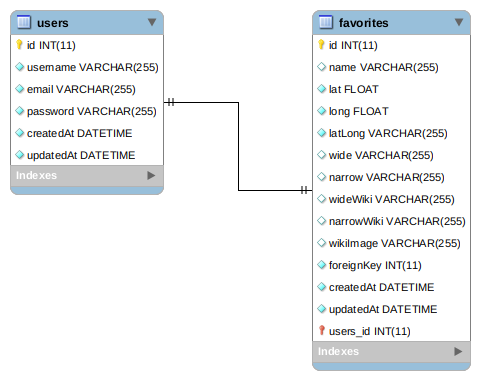 users
id INT(11)
username VARCHAR(255)
email VARCHAR(255)
password VARCHAR(255)
createdAt DATETIME
updatedAt DATETIME
Indexes
favorites
id INT(11)
name VARCHAR(255)
lat FLOAT
long FLOAT
latLong VARCHAR(255)
wide VARCHAR(255)
narrow VARCHAR(255)
wideWiki VARCHAR(255)
narrowWiki VARCHAR(255)
wikiImage VARCHAR(255)
foreignKey INT(11)
createdAt DATETIME
updatedAt DATETIME
users_id INT(11)
Indexes